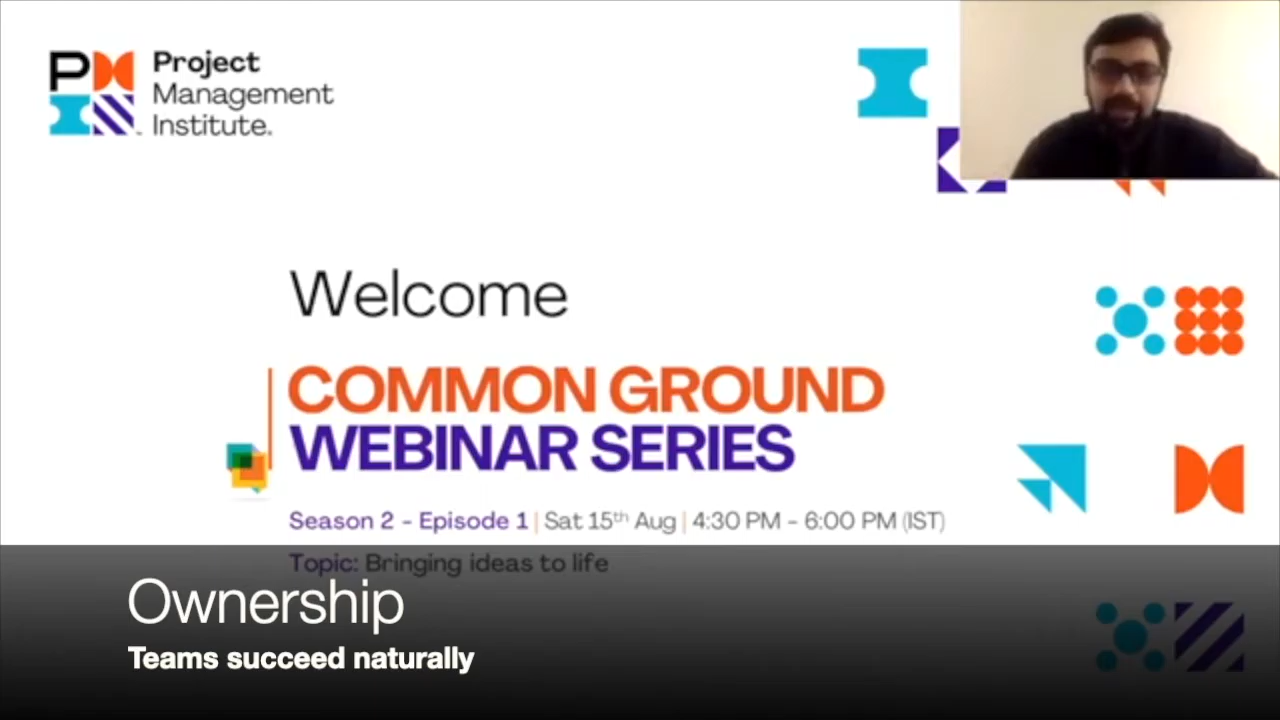 Project
Management
Institute.
Welcome
COMMON GROUND
WEBINAR SERIES
Season 2 - Episode 1 | Sat 15th Aug | 4:30 PM - 6:00 PM (IST)
Topic: Bringing ideas to life
Ownership
Teams succeed naturally